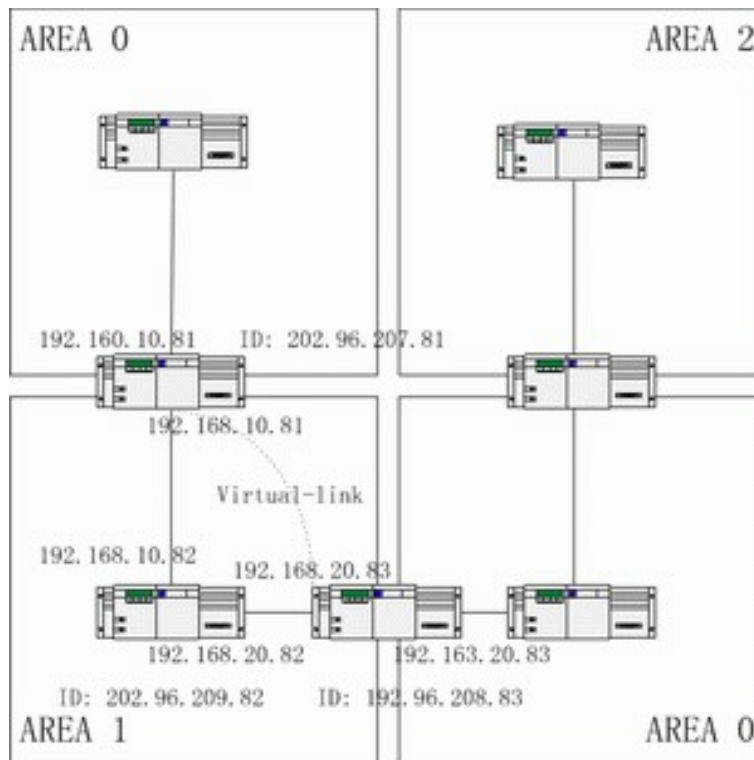 AREA 0
AREA 2
192.160.10.81
ID: 202.96.207.81
192.168.10.81
Virtual-link
192.168.10.82
192.168.20.83
192.168.20.82
192.163.20.83
ID: 202.96.209.82
ID: 192.96.208.83
AREA 1
AREA 0